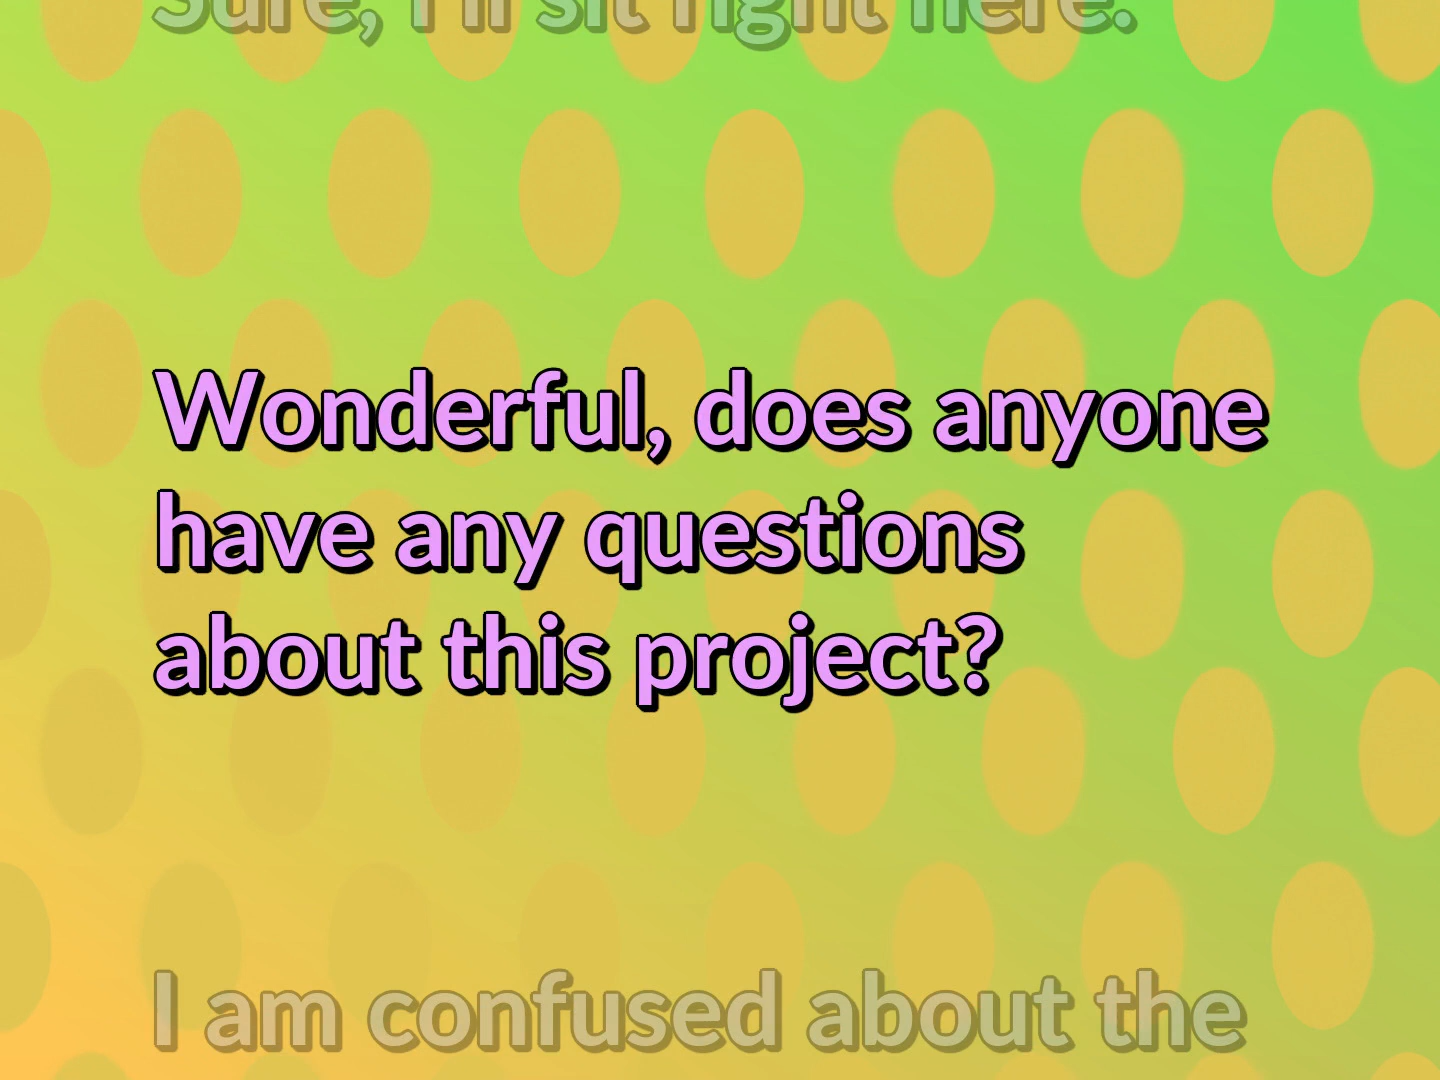 Sure, I'll sit right here.
Wonderful, does anyone
have any questions
about this project?
I am confused about the